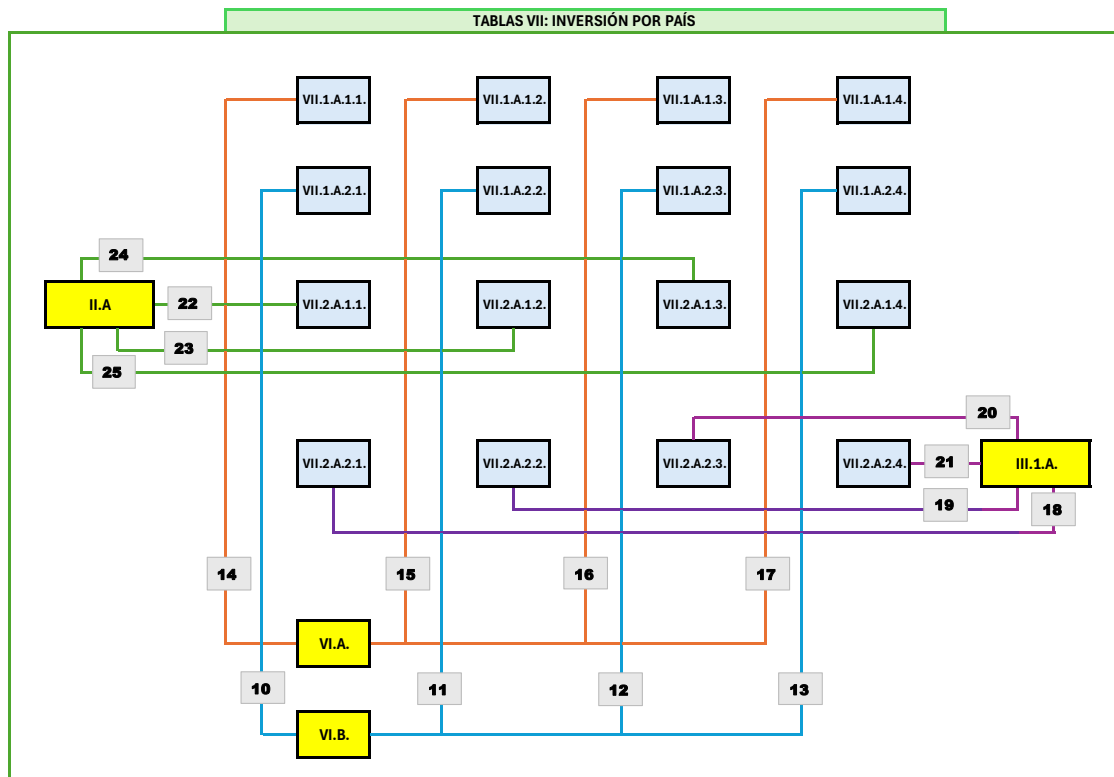 TABLAS VII: INVERSIÓN POR PAÍS
VII.1.A.1.1. VII.1.A.1.2. VII.1.A.1.3. VII.1.A.1.4.
VII.1.A.2.1. VII.1.A.2.2. VII.1.A.2.3. VII.1.A.2.4.
24
II.A 22 VII.2.A.1.1. VII.2.A.1.2. VII.2.A.1.3. VII.2.A.1.4.
23
25
20
VII.2.A.2.1. VII.2.A.2.2. VII.2.A.2.3. VII.2.A.2.4. 21 III.1.A.
19 18
14 15 16 17
VI.A.
10 11 12 13
VI.B.